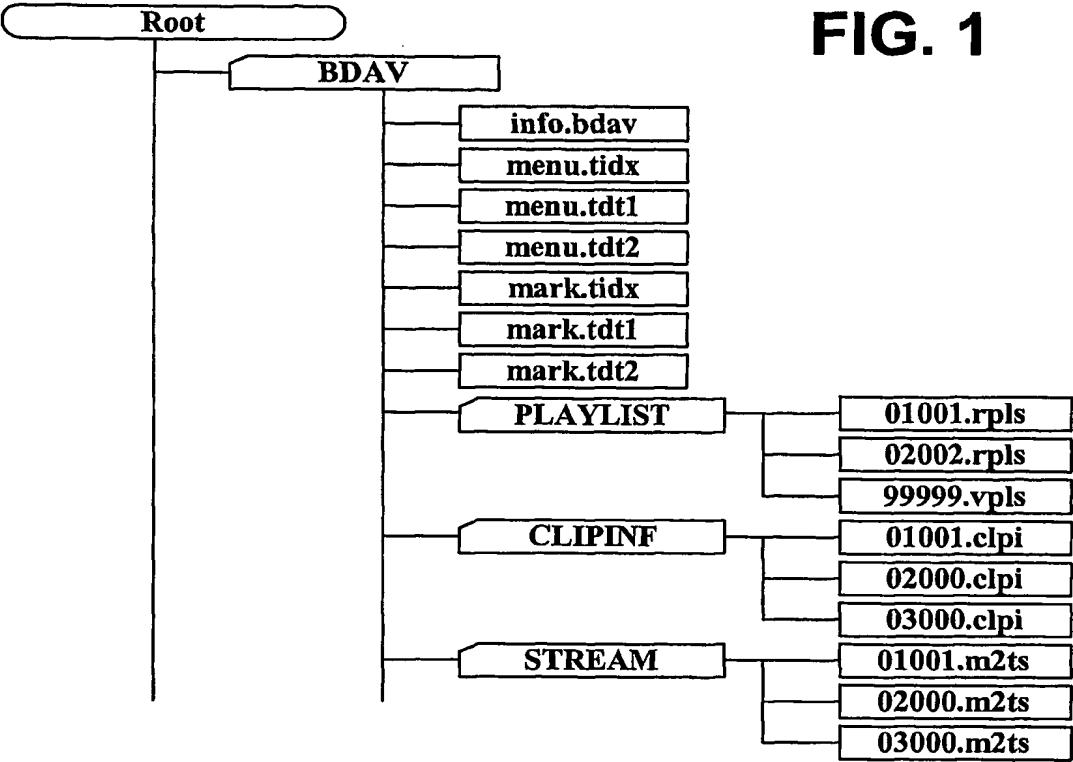 Root
FIG. 1
BDAV
info.bdav
menu.tidx
menu.tdt1
menu.tdt2
mark.tidx
mark.tdt1
mark.tdt2
PLAYLIST
01001.rpls
02002.rpls
99999.vpls
CLIPINF
01001.clpi
02000.clpi
03000.clpi
STREAM
01001.m2ts
02000.m2ts
03000.m2ts